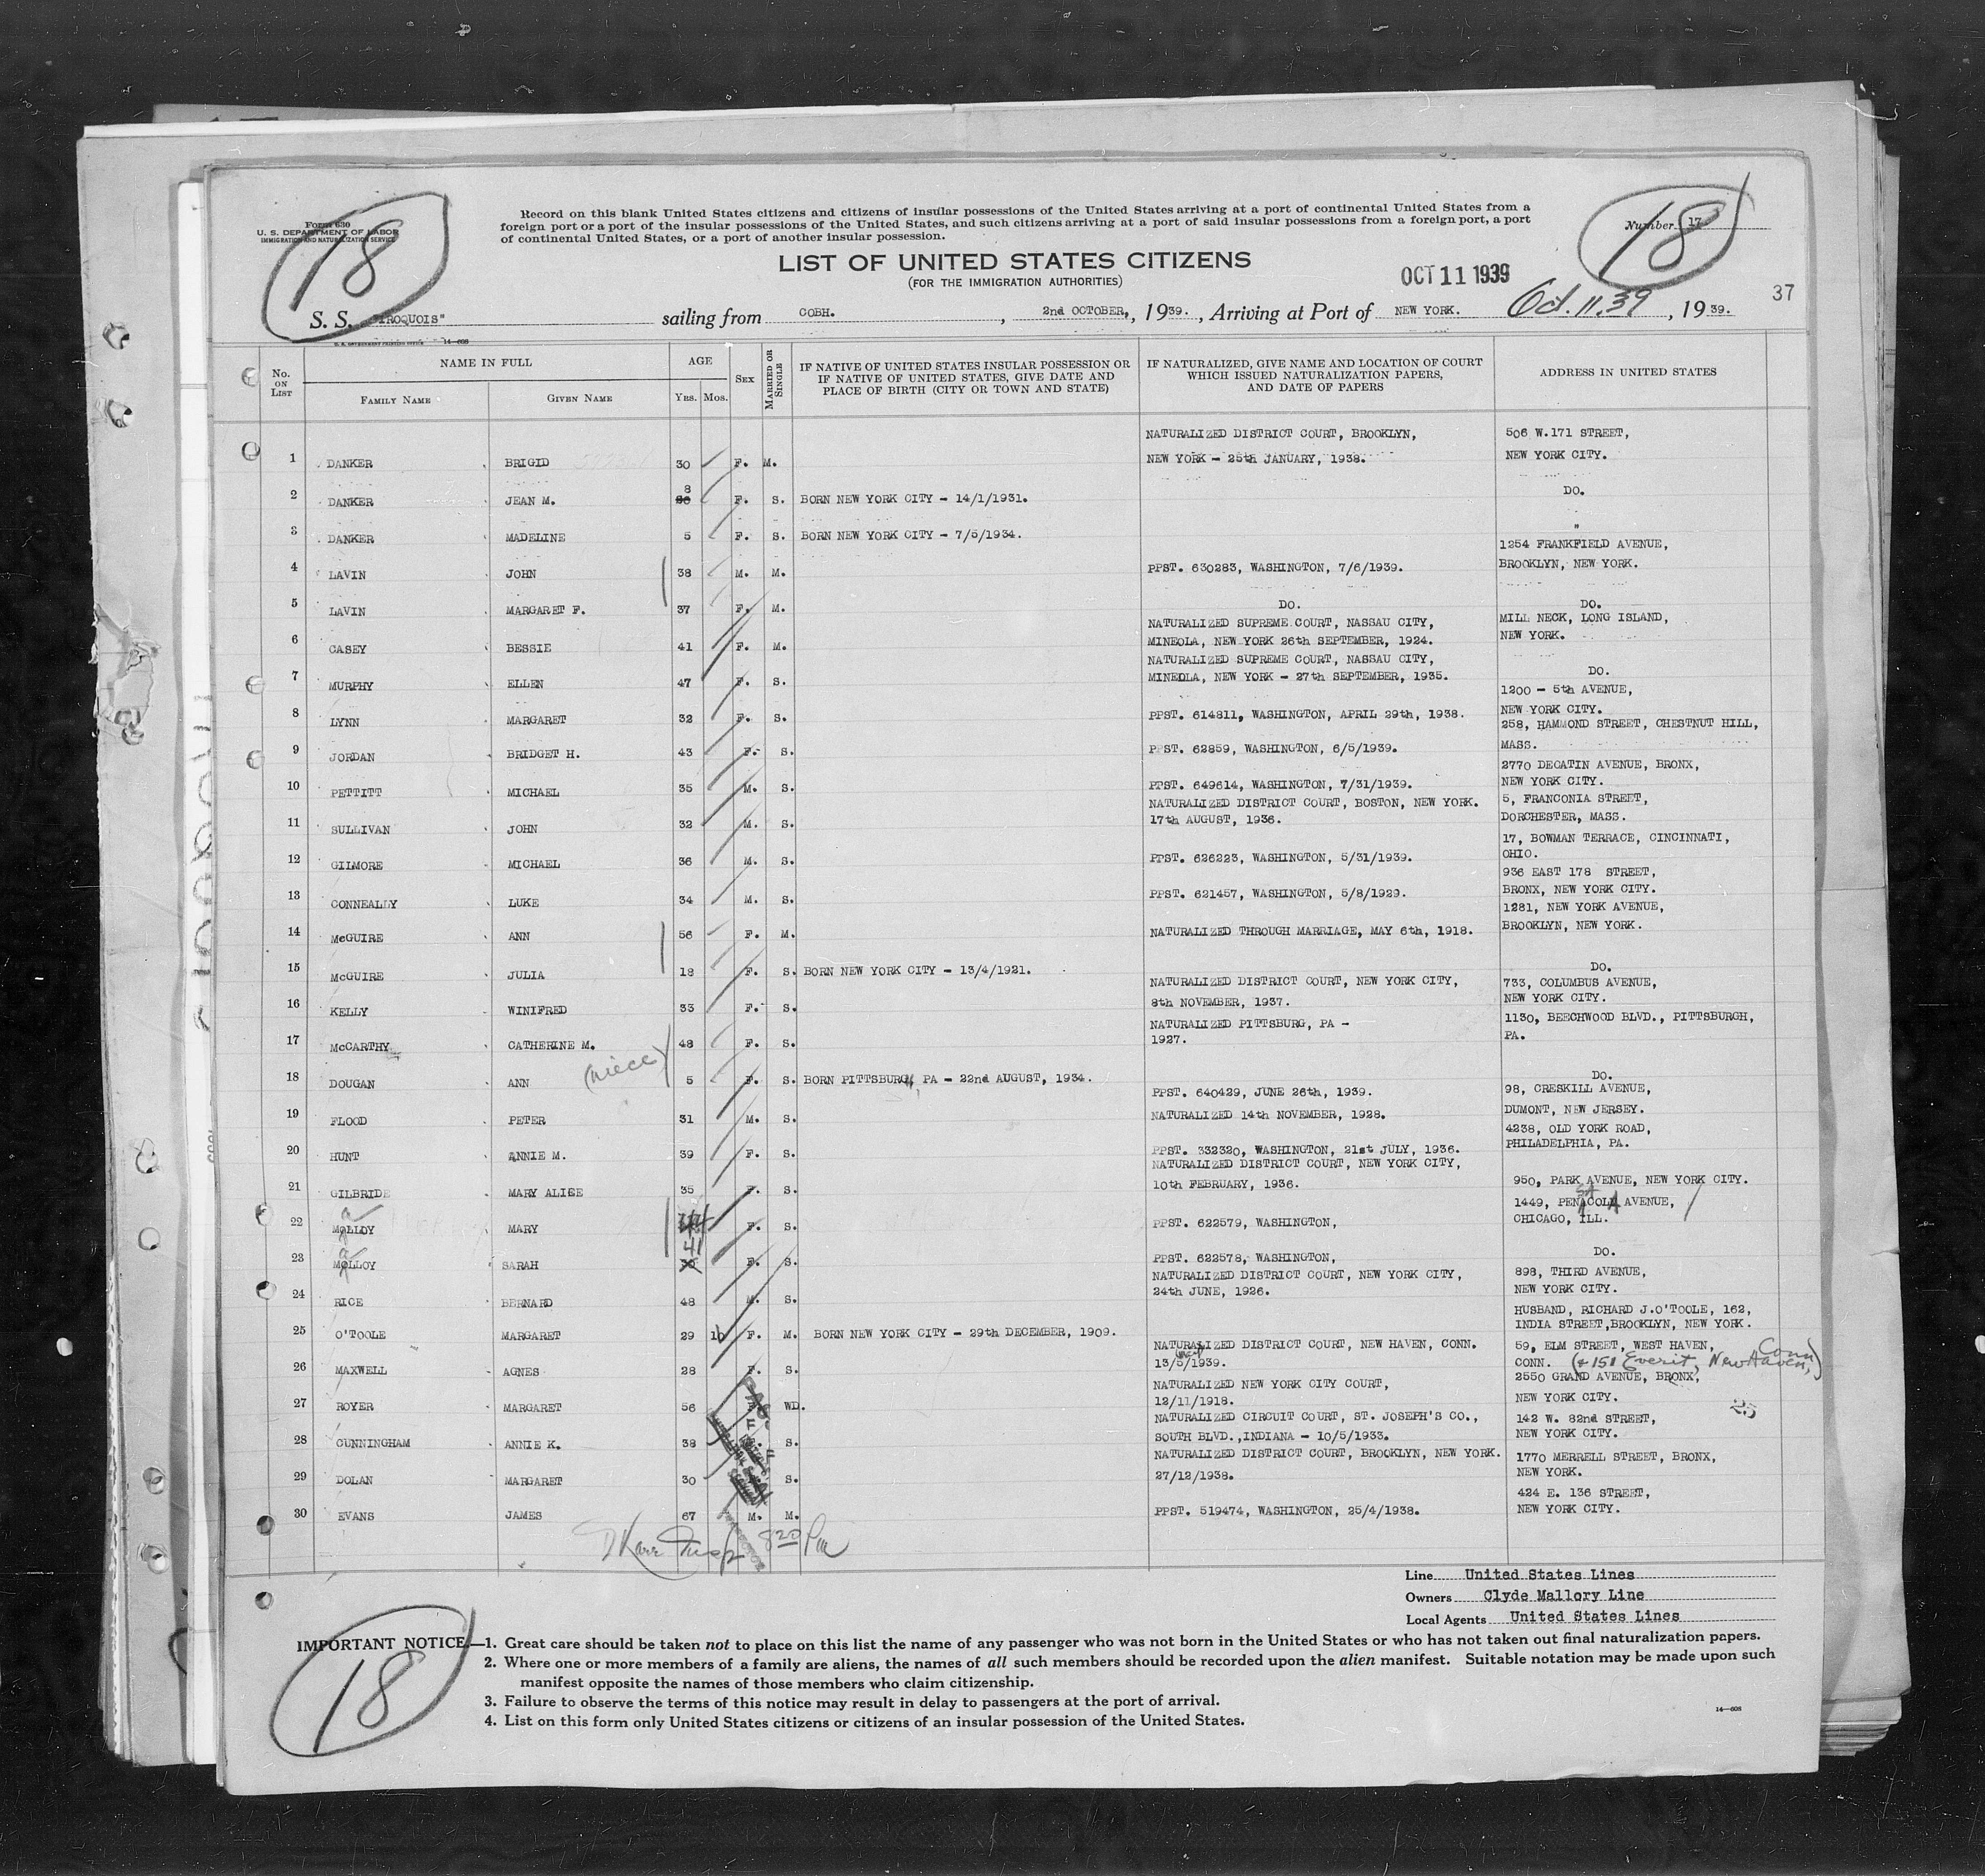 18
Form 630
U. S. DEPARTMENT OF LABOR
IMMIGRATION AND NATURALIZATION SERVICE
Record on this blank United States citizens and citizens of insular possessions of the United States arriving at a port of continental United States from a
foreign port or a port of the insular possessions of the United States, and such citizens arriving at a port of said insular possessions from a foreign port, a port
of continental United States, or a port of another insular possession.
Number 17
18
LIST OF UNITED STATES CITIZENS
(FOR THE IMMIGRATION AUTHORITIES)
OCT 11 1939
37
S. S. "IROQUOIS" sailing from COBH. , 2nd OCTOBER, , 1939. , Arriving at Port of NEW YORK. Oct. 11. 39 , 1939.
14—608
No. ON LIST
NAME IN FULL
FAMILY NAME
GIVEN NAME
AGE
YRS. MOS.
SEX
MARRIED OR SINGLE
IF NATIVE OF UNITED STATES INSULAR POSSESSION OR
IF NATIVE OF UNITED STATES, GIVE DATE AND
PLACE OF BIRTH (CITY OR TOWN AND STATE)
IF NATURALIZED, GIVE NAME AND LOCATION OF COURT
WHICH ISSUED NATURALIZATION PAPERS,
AND DATE OF PAPERS
ADDRESS IN UNITED STATES
NATURALIZED DISTRICT COURT, BROOKLYN, 506 W.171 STREET,
1 DANKER BRIGID 30 F. M. NEW YORK - 25th JANUARY, 1938. NEW YORK CITY.
8
2 DANKER JEAN M. F. S. BORN NEW YORK CITY - 14/1/1931. DO.
3 DANKER MADELINE 5 F. S. BORN NEW YORK CITY - 7/5/1934. "
1254 FRANKFIELD AVENUE,
4 LAVIN JOHN 38 M. M. PPST. 630283, WASHINGTON, 7/6/1939. BROOKLYN, NEW YORK.
5 LAVIN MARGARET F. 37 F. M. DO. DO.
NATURALIZED SUPREME COURT, NASSAU CITY, MILL NECK, LONG ISLAND,
6 CASEY BESSIE 41 F. M. MINEOLA, NEW YORK 26th SEPTEMBER, 1924. NEW YORK.
NATURALIZED SUPREME COURT, NASSAU CITY,
7 MURPHY ELLEN 47 F. S. MINEOLA, NEW YORK - 27th SEPTEMBER, 1935. DO.
1200 - 5th AVENUE,
8 LYNN MARGARET 32 F. S. PPST. 614811, WASHINGTON, APRIL 29th, 1938. NEW YORK CITY.
258, HAMMOND STREET, CHESTNUT HILL,
9 JORDAN BRIDGET H. 43 F. S. PPST. 62859, WASHINGTON, 6/5/1939. MASS.
2770 DECATIN AVENUE, BRONX,
10 PETTITT MICHAEL 35 M. S. PPST. 649614, WASHINGTON, 7/31/1939. NEW YORK CITY.
NATURALIZED DISTRICT COURT, BOSTON, NEW YORK. 5, FRANCONIA STREET,
11 SULLIVAN JOHN 32 M. S. 17th AUGUST, 1936. DORCHESTER, MASS.
17, BOWMAN TERRACE, CINCINNATI,
12 GILMORE MICHAEL 36 M. S. PPST. 626223, WASHINGTON, 5/31/1939. OHIO.
936 EAST 178 STREET,
13 CONNEALLY LUKE 34 M. S. PPST. 621457, WASHINGTON, 5/8/1929. BRONX, NEW YORK CITY.
1281, NEW YORK AVENUE,
14 McGUIRE ANN 56 F. M. NATURALIZED THROUGH MARRIAGE, MAY 6th, 1918. BROOKLYN, NEW YORK.
15 McGUIRE JULIA 18 F. S. BORN NEW YORK CITY - 13/4/1921. DO.
NATURALIZED DISTRICT COURT, NEW YORK CITY, 733, COLUMBUS AVENUE,
16 KELLY WINIFRED 33 F. S. 8th NOVEMBER, 1937. NEW YORK CITY.
NATURALIZED PITTSBURG, PA - 1130, BEECHWOOD BLVD., PITTSBURGH,
17 McCARTHY CATHERINE M. 48 F. S. 1927. PA.
18 DOUGAN ANN (niece) 5 F. S. BORN PITTSBURG, PA - 22nd AUGUST, 1934. DO.
PPST. 640429, JUNE 26th, 1939. 98, CRESKILL AVENUE,
19 FLOOD PETER 31 M. S. NATURALIZED 14th NOVEMBER, 1928. DUMONT, NEW JERSEY.
4238, OLD YORK ROAD,
20 HUNT ANNIE M. 39 F. S. PPST. 332320, WASHINGTON, 21st JULY, 1936. PHILADELPHIA, PA.
NATURALIZED DISTRICT COURT, NEW YORK CITY,
21 GILBRIDE MARY ALICE 35 F. S. 10th FEBRUARY, 1936. 950, PARK AVENUE, NEW YORK CITY.
1449, PENACOLA AVENUE,
22 MOLLOY MARY 44 F. S. PPST. 622579, WASHINGTON, CHICAGO, ILL.
23 MOLLOY SARAH 41 F. S. PPST. 622578, WASHINGTON, DO.
NATURALIZED DISTRICT COURT, NEW YORK CITY, 898, THIRD AVENUE,
24 RICE BERNARD 48 M. S. 24th JUNE, 1926. NEW YORK CITY.
HUSBAND, RICHARD J.O'TOOLE, 162,
25 O'TOOLE MARGARET 29 10 F. M. BORN NEW YORK CITY - 29th DECEMBER, 1909. INDIA STREET,BROOKLYN, NEW YORK.
NATURALIZED DISTRICT COURT, NEW HAVEN, CONN. 59, ELM STREET, WEST HAVEN,
26 MAXWELL AGNES 28 F. S. 13/5/1939. CONN. (+ 151 Everit, New Haven, Conn)
NATURALIZED NEW YORK CITY COURT, 2550 GRAND AVENUE, BRONX,
27 ROYER MARGARET 56 WD. 12/11/1918. NEW YORK CITY.
25
NATURALIZED CIRCUIT COURT, ST. JOSEPH'S CO., 142 W. 82nd STREET,
28 CUNNINGHAM ANNIE K. 38 S. SOUTH BLVD.,INDIANA - 10/5/1933. NEW YORK CITY.
NATURALIZED DISTRICT COURT, BROOKLYN, NEW YORK. 1770 MERRELL STREET, BRONX,
29 DOLAN MARGARET 30 S. 27/12/1938. NEW YORK.
424 E. 136 STREET,
30 EVANS JAMES 67 M. M. PPST. 519474, WASHINGTON, 25/4/1938. NEW YORK CITY.
8 20 Pm
Line United States Lines
Owners Clyde Mallory Line
Local Agents United States Lines
18
IMPORTANT NOTICE.—1. Great care should be taken not to place on this list the name of any passenger who was not born in the United States or who has not taken out final naturalization papers.
2. Where one or more members of a family are aliens, the names of all such members should be recorded upon the alien manifest. Suitable notation may be made upon such
manifest opposite the names of those members who claim citizenship.
3. Failure to observe the terms of this notice may result in delay to passengers at the port of arrival.
4. List on this form only United States citizens or citizens of an insular possession of the United States.
14—608